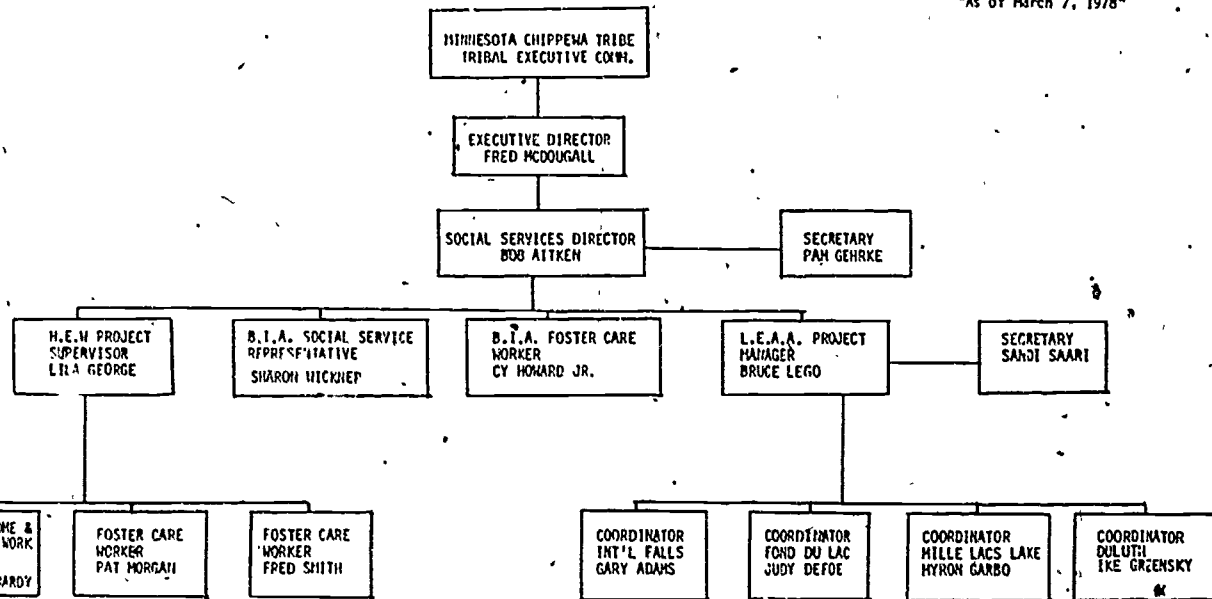 "As of March 7, 1978"
MINNESOTA CHIPPEWA TRIBE
TRIBAL EXECUTIVE COMM.
EXECUTIVE DIRECTOR
FRED MCDOUGALL
SOCIAL SERVICES DIRECTOR
BOB AITKEN
SECRETARY
PAM GEHRKE
H.E.W PROJECT
SUPERVISOR
LILA GEORGE
B.I.A. SOCIAL SERVICE
REPRESENTATIVE
SHARON
B.I.A. FOSTER CARE
WORKER
CY HOWARD JR.
L.E.A.A. PROJECT
MANAGER
BRUCE LEGO
SECRETARY
SANDI SAARI
&
WORK
FOSTER CARE
WORKER
PAT MORGAN
FOSTER CARE
WORKER
FRED SMITH
COORDINATOR
INT'L FALLS
GARY ADAMS
COORDINATOR
FOND DU LAC
JUDY DEFOE
COORDINATOR
MILLE LACS LAKE
MYRON GARBO
COORDINATOR
DULUTH
IKE GREENSKY